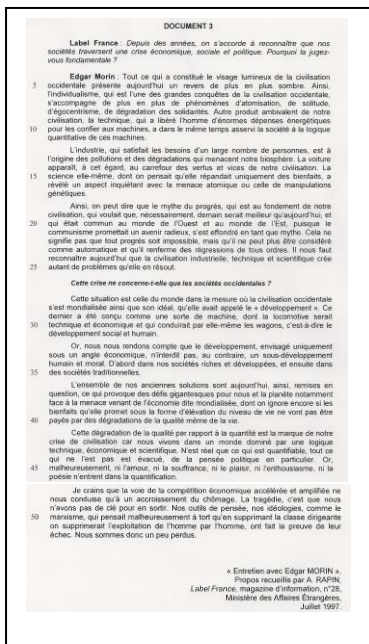 DOCUMENT 3
Label France : Depuis des années, on s'accorde à reconnaître que nos
sociétés traversent une crise économique, sociale et politique. Pourquoi la jugez-
vous fondamentale ?
Edgar Morin : Tout ce qui a constitué le visage lumineux de la civilisation
5 occidentale présente aujourd'hui un revers de plus en plus sombre. Ainsi,
l'individualisme, qui est l'une des grandes conquêtes de la civilisation occidentale,
s'accompagne de plus en plus de phénomènes d'atomisation, de solitude,
d'égocentrisme, de dégradation des solidarités. Autre produit ambivalent de notre
civilisation, la technique, qui a libéré l'homme d'énormes dépenses énergétiques
10 pour les confier aux machines, a dans le même temps asservi la société à la logique
quantitative de ces machines.
L'industrie, qui satisfait les besoins d'un large nombre de personnes, est à
l'origine des pollutions et des dégradations qui menacent notre biosphère. La voiture
apparaît, à cet égard, au carrefour des vertus et vices de notre civilisation. La
15 science elle-même, dont on pensait qu'elle répandait uniquement des bienfaits, a
révélé un aspect inquiétant avec la menace atomique ou celle de manipulations
génétiques.
Ainsi, on peut dire que le mythe du progrès, qui est au fondement de notre
civilisation, qui voulait que, nécessairement, demain serait meilleur qu'aujourd'hui, et
20 qui était commun au monde de l'Ouest et au monde de l'Est, puisque le
communisme promettait un avenir radieux, s'est effondré en tant que mythe. Cela ne
signifie pas que tout progrès soit impossible, mais qu'il ne peut plus être considéré
comme automatique et qu'il renferme des régressions de tous ordres. Il nous faut
reconnaître aujourd'hui que la civilisation industrielle, technique et scientifique crée
25 autant de problèmes qu'elle en résout.
Cette crise ne concerne-t-elle que les sociétés occidentales ?
Cette situation est celle du monde dans la mesure où la civilisation occidentale
s'est mondialisée ainsi que son idéal, qu'elle avait appelé le « développement ». Ce
dernier a été conçu comme une sorte de machine, dont la locomotive serait
30 technique et économique et qui conduirait par elle-même les wagons, c'est-à-dire le
développement social et humain.
Or, nous nous rendons compte que le développement, envisagé uniquement
sous un angle économique, n'interdit pas, au contraire, un sous-développement
humain et moral. D'abord dans nos sociétés riches et développées, et ensuite dans
35 des sociétés traditionnelles.
L'ensemble de nos anciennes solutions sont aujourd'hui, ainsi, remises en
question, ce qui provoque des défis gigantesques pour nous et la planète notamment
face à la menace venant de l'économie dite mondialisée, dont on ignore encore si les
bienfaits qu'elle promet sous la forme d'élévation du niveau de vie ne vont pas être
40 payés par des dégradations de la qualité même de la vie.
Cette dégradation de la qualité par rapport à la quantité est la marque de notre
crise de civilisation car nous vivons dans un monde dominé par une logique
technique, économique et scientifique. N'est réel que ce qui est quantifiable, tout ce
qui ne l'est pas est évacué, de la pensée politique en particulier. Or,
45 malheureusement, ni l'amour, ni la souffrance, ni le plaisir, ni l'enthousiasme, ni la
poésie n'entrent dans la quantification.
Je crains que la voie de la compétition économique accélérée et amplifiée ne
nous conduise qu'à un accroissement du chômage. La tragédie, c'est que nous
n'avons pas de clé pour en sortir. Nos outils de pensée, nos idéologies, comme le
50 marxisme, qui pensait malheureusement à tort qu'en supprimant la classe dirigeante
on supprimerait l'exploitation de l'homme par l'homme, ont fait la preuve de leur
échec. Nous sommes donc un peu perdus.
« Entretien avec Edgar MORIN »,
Propos recueillis par A. RAPIN,
Label France, magazine d'information, n°28,
Ministère des Affaires Étrangères,
Juillet 1997.